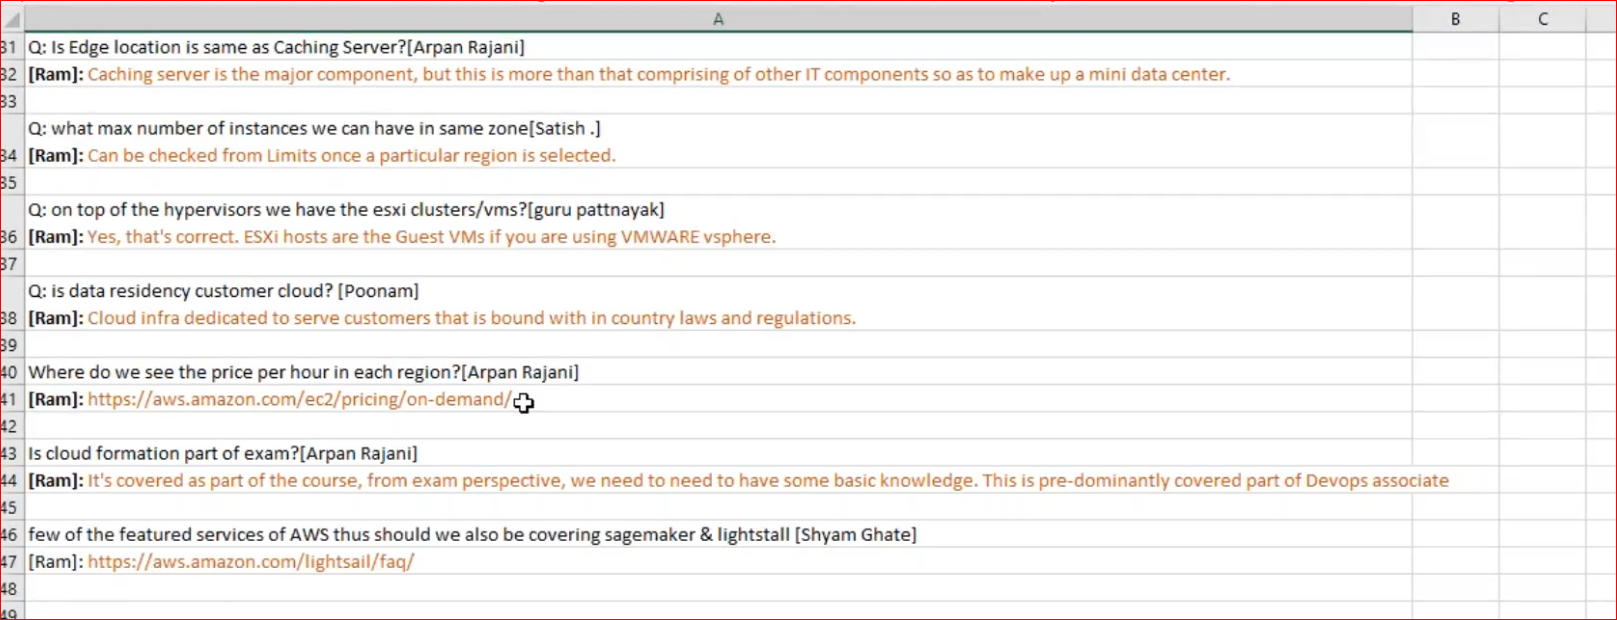 A B C
31 Q: Is Edge location is same as Caching Server?[Arpan Rajani]
32 [Ram]: Caching server is the major component, but this is more than that comprising of other IT components so as to make up a mini data center.
33
Q: what max number of instances we can have in same zone[Satish .]
34 [Ram]: Can be checked from Limits once a particular region is selected.
35
Q: on top of the hypervisors we have the esxi clusters/vms?[guru pattnayak]
36 [Ram]: Yes, that's correct. ESXi hosts are the Guest VMs if you are using VMWARE vsphere.
37
Q: is data residency customer cloud? [Poonam]
38 [Ram]: Cloud infra dedicated to serve customers that is bound with in country laws and regulations.
39
40 Where do we see the price per hour in each region?[Arpan Rajani]
41 [Ram]: https://aws.amazon.com/ec2/pricing/on-demand/
42
43 Is cloud formation part of exam?[Arpan Rajani]
44 [Ram]: It's covered as part of the course, from exam perspective, we need to need to have some basic knowledge. This is pre-dominantly covered part of Devops associate
45
46 few of the featured services of AWS thus should we also be covering sagemaker & lightstall [Shyam Ghate]
47 [Ram]: https://aws.amazon.com/lightsail/faq/
48
49